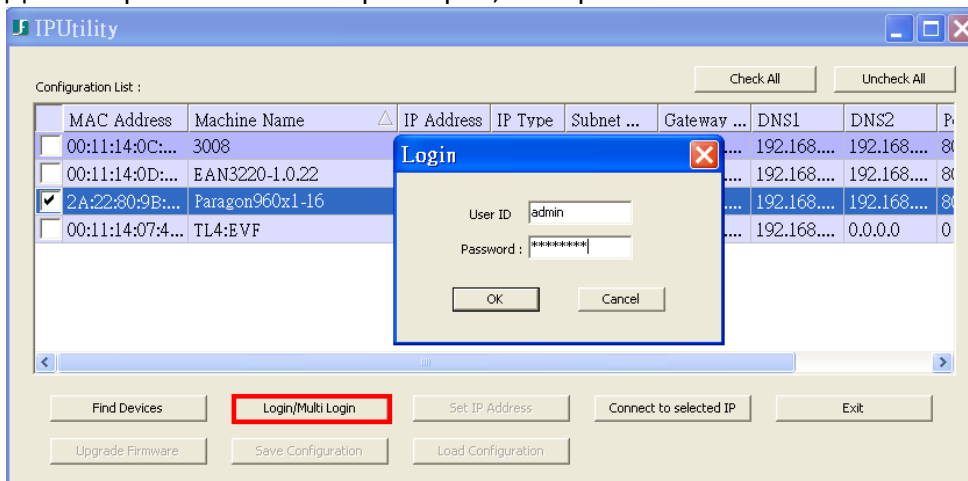 IPUtility
Check All Uncheck All
Configuration List :
MAC Address Machine Name IP Address IP Type Subnet ... Gateway ... DNS1 DNS2
00:11:14:0C:... 3008 .... 192.168.... 192.168.... 80
00:11:14:0D:... EAN3220-1.0.22 .... 192.168.... 192.168.... 80
2A:22:80:9B:... Paragon960x1-16 .... 192.168.... 192.168.... 80
00:11:14:07:4... TL4:EVF .... 192.168.... 0.0.0.0 0
Login
User ID admin
Password : ********
OK Cancel
Find Devices Login/Multi Login Set IP Address Connect to selected IP Exit
Upgrade Firmware Save Configuration Load Configuration